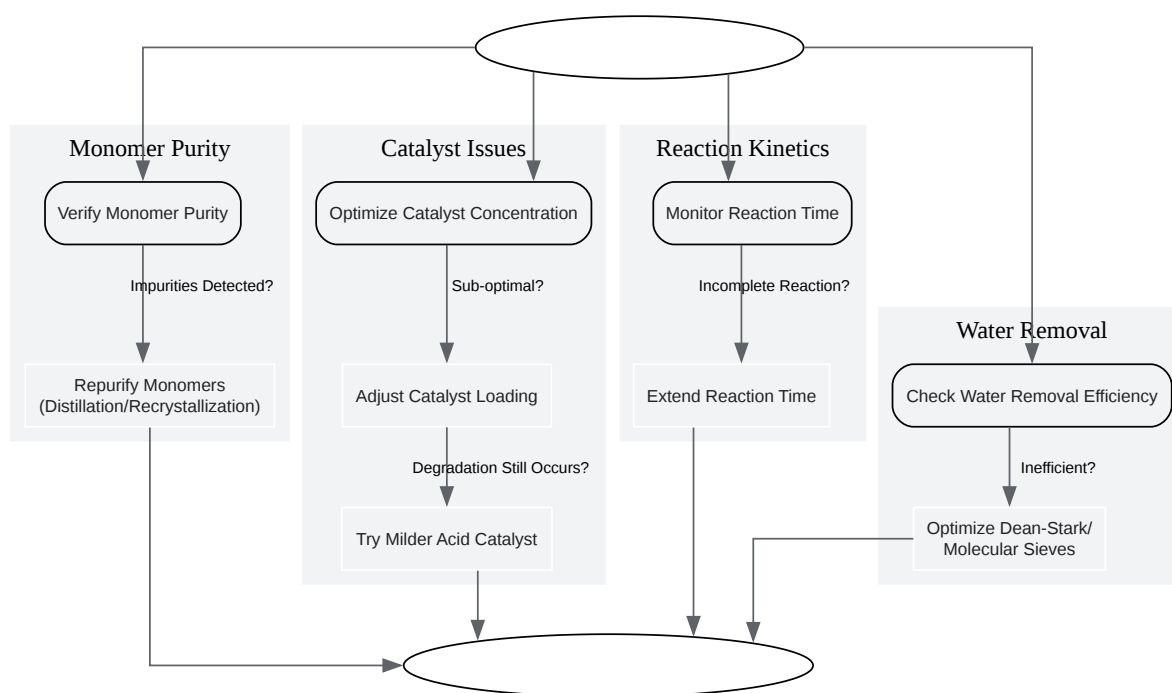 Monomer Purity
Verify Monomer Purity
Impurities Detected?
Repurify Monomers
(Distillation/Recrystallization)
Catalyst Issues
Optimize Catalyst Concentration
Sub-optimal?
Adjust Catalyst Loading
Degradation Still Occurs?
Try Milder Acid Catalyst
Reaction Kinetics
Monitor Reaction Time
Incomplete Reaction?
Extend Reaction Time
Water Removal
Check Water Removal Efficiency
Inefficient?
Optimize Dean-Stark/
Molecular Sieves